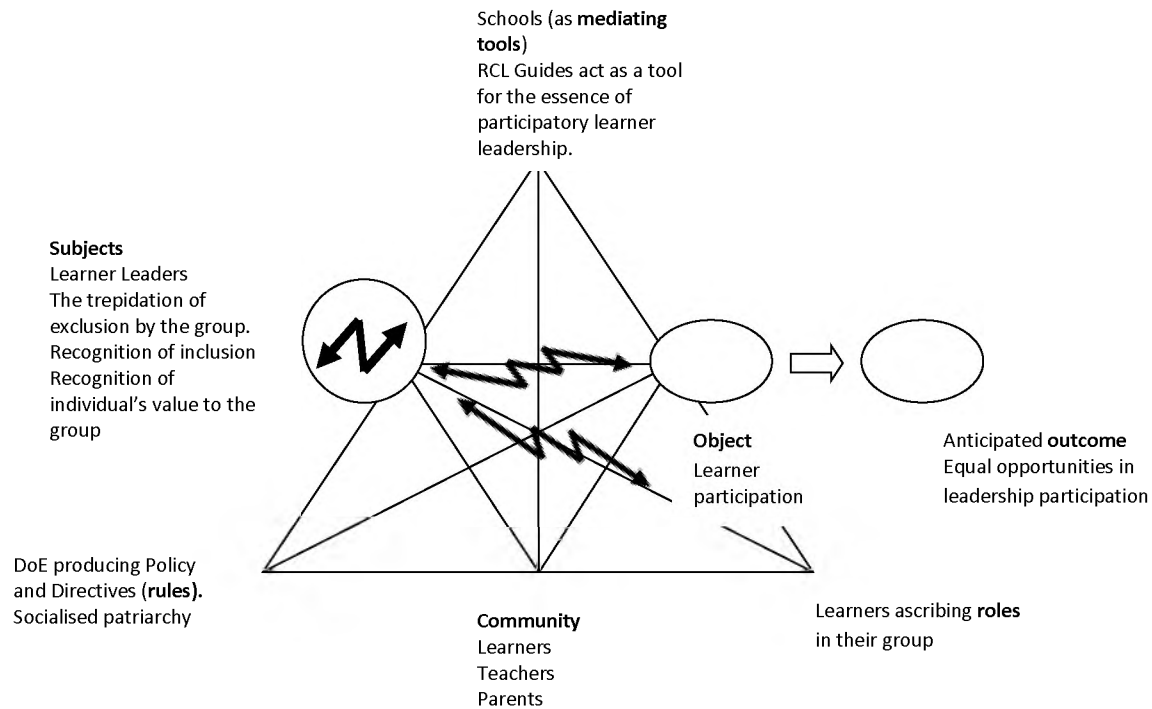 Schools (as mediating
tools)
RCL Guides act as a tool
for the essence of
participatory learner
leadership.
Subjects
Learner Leaders
The trepidation of
exclusion by the group.
Recognition of inclusion
Recognition of
individual’s value to the
group
Object
Learner
participation
Anticipated outcome
Equal opportunities in
leadership participation
DoE producing Policy
and Directives (rules).
Socialised patriarchy
Community
Learners
Teachers
Parents
Learners ascribing roles
in their group